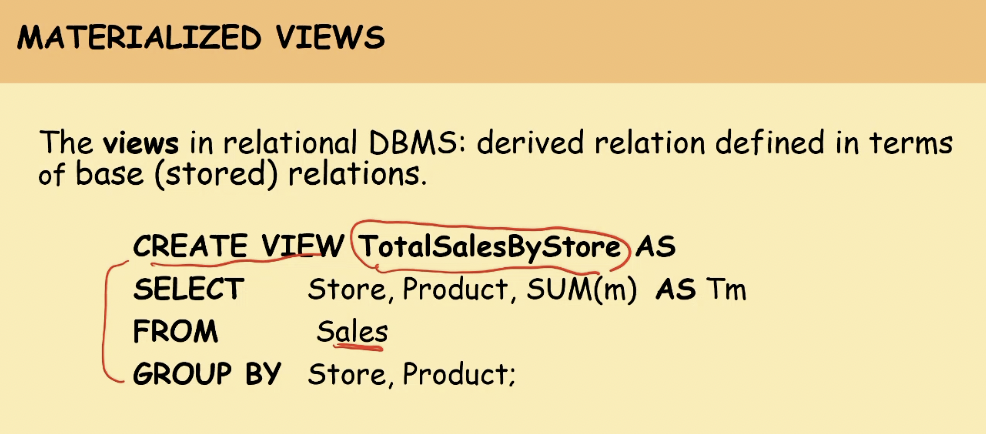 MATERIALIZED VIEWS
The views in relational DBMS: derived relation defined in terms
of base (stored) relations.
CREATE VIEW TotalSalesByStore AS
SELECT Store, Product, SUM(m) AS Tm
FROM Sales
GROUP BY Store, Product;